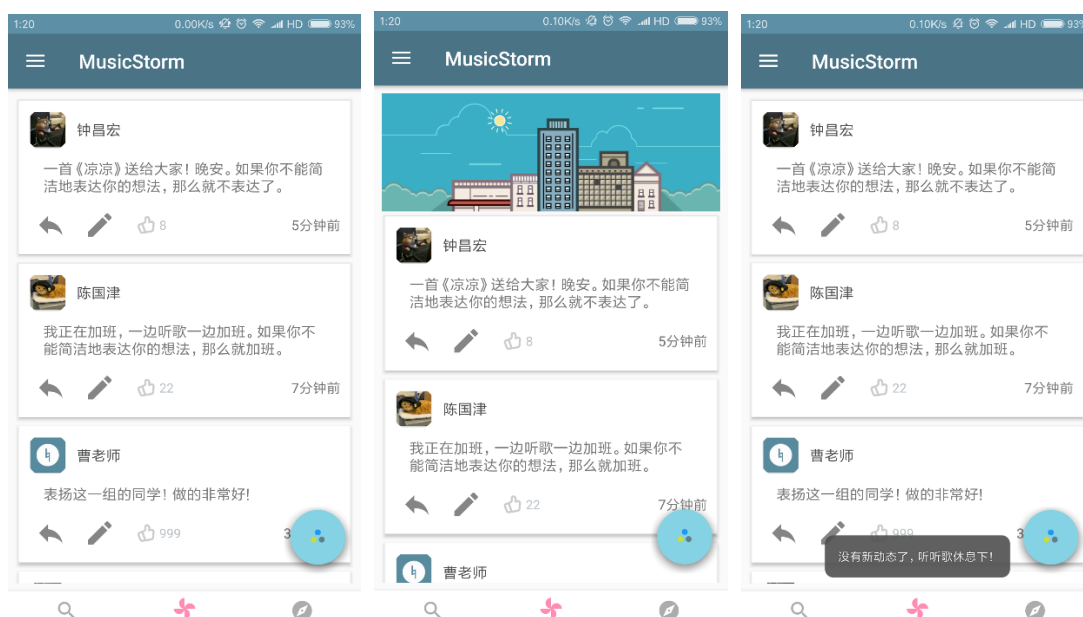 1:20 0.00K/s HD 93%
MusicStorm
钟昌宏
一首《凉凉》送给大家！晚安。如果你不能简
洁地表达你的想法，那么就不表达了。
8 5分钟前
陈国津
我正在加班，一边听歌一边加班。如果你不
能简洁地表达你的想法，那么就加班。
22 7分钟前
曹老师
表扬这一组的同学！做的非常好！
999 3
1:20 0.10K/s HD 93%
MusicStorm
钟昌宏
一首《凉凉》送给大家！晚安。如果你不能简
洁地表达你的想法，那么就不表达了。
8 5分钟前
陈国津
我正在加班，一边听歌一边加班。如果你不
能简洁地表达你的想法，那么就加班。
22 7分钟前
曹老师
1:20 0.10K/s HD 93%
MusicStorm
钟昌宏
一首《凉凉》送给大家！晚安。如果你不能简
洁地表达你的想法，那么就不表达了。
8 5分钟前
陈国津
我正在加班，一边听歌一边加班。如果你不
能简洁地表达你的想法，那么就加班。
22 7分钟前
曹老师
表扬这一组的同学！做的非常好！
999 3
没有新动态了，听听歌休息下！